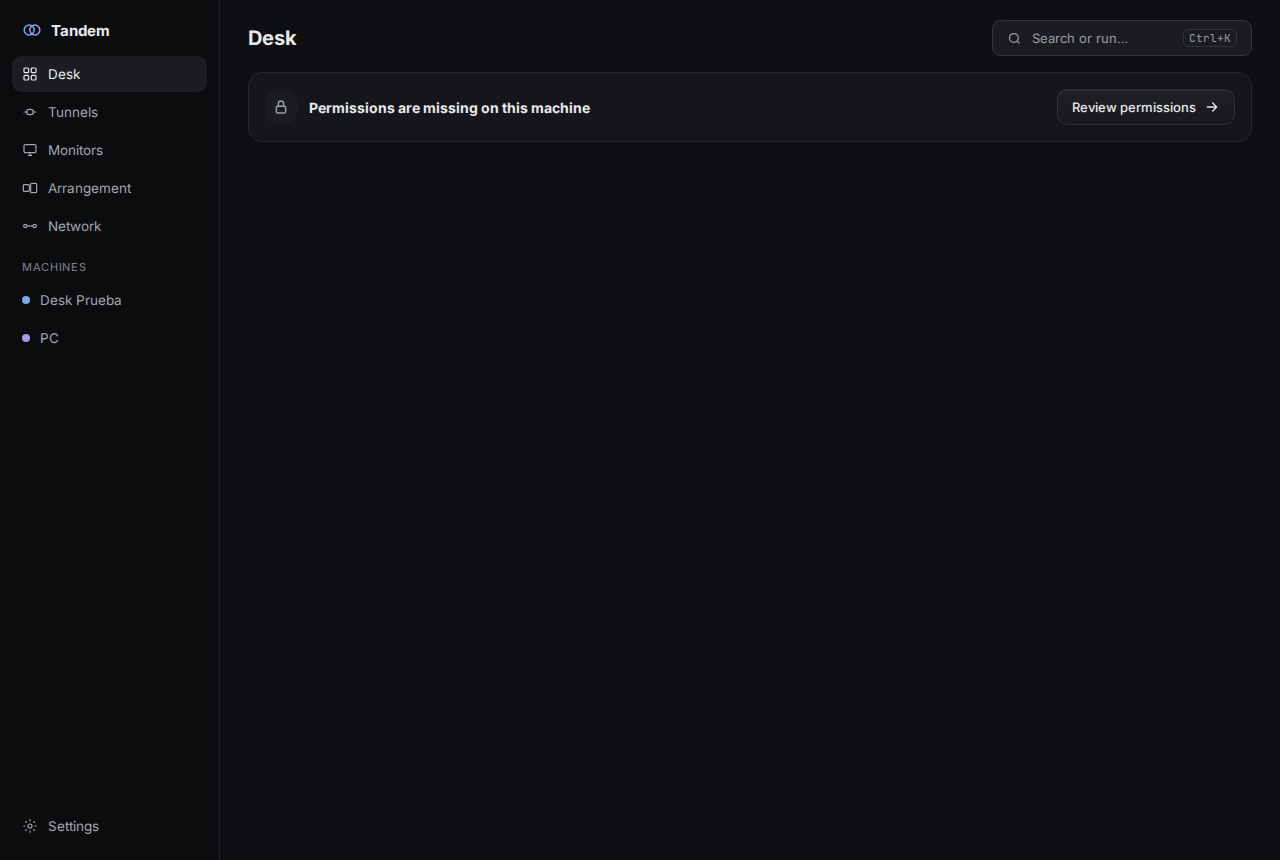 Tandem
Desk
Tunnels
Monitors
Arrangement
Network
MACHINES
Desk Prueba
PC
Settings
Desk
Search or run...
Ctrl+K
Permissions are missing on this machine
Review permissions